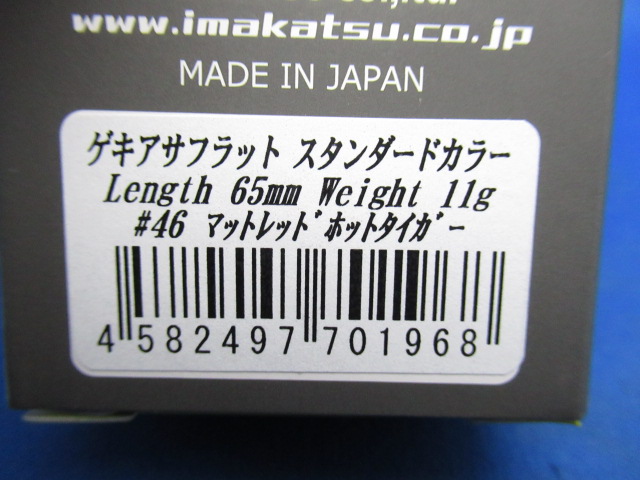 www.imakatsu.co.jp
MADE IN JAPAN
ゲキアサフラット スタンダードカラー
Length 65mm Weight 11g
#46 ﾏｯﾄﾚｯﾄﾞﾎｯﾄﾀｲｶﾞｰ
4 582497 701968